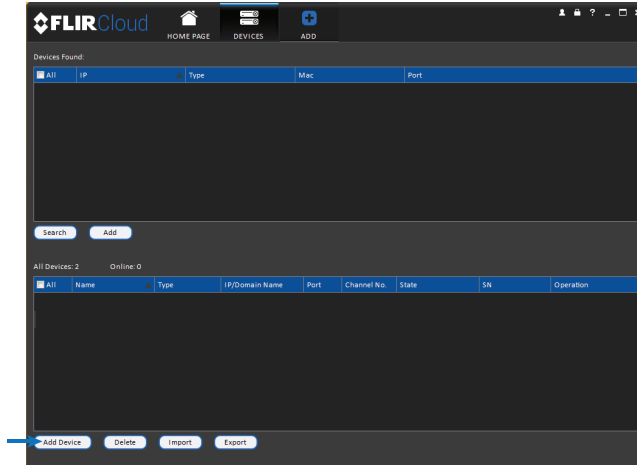 FLIRCloud
HOME PAGE DEVICES ADD ?
Devices Found:
All IP Type Mac Port
Search Add
All Devices: 2 Online: 0
All Name Type IP/Domain Name Port Channel No. State SN Operation
Add Device Delete Import Export